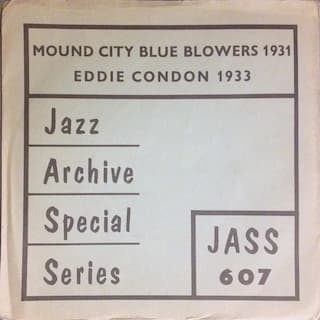 MOUND CITY BLUE BLOWERS 1931
EDDIE CONDON 1933
Jazz
Archive
Special
Series
JASS
607